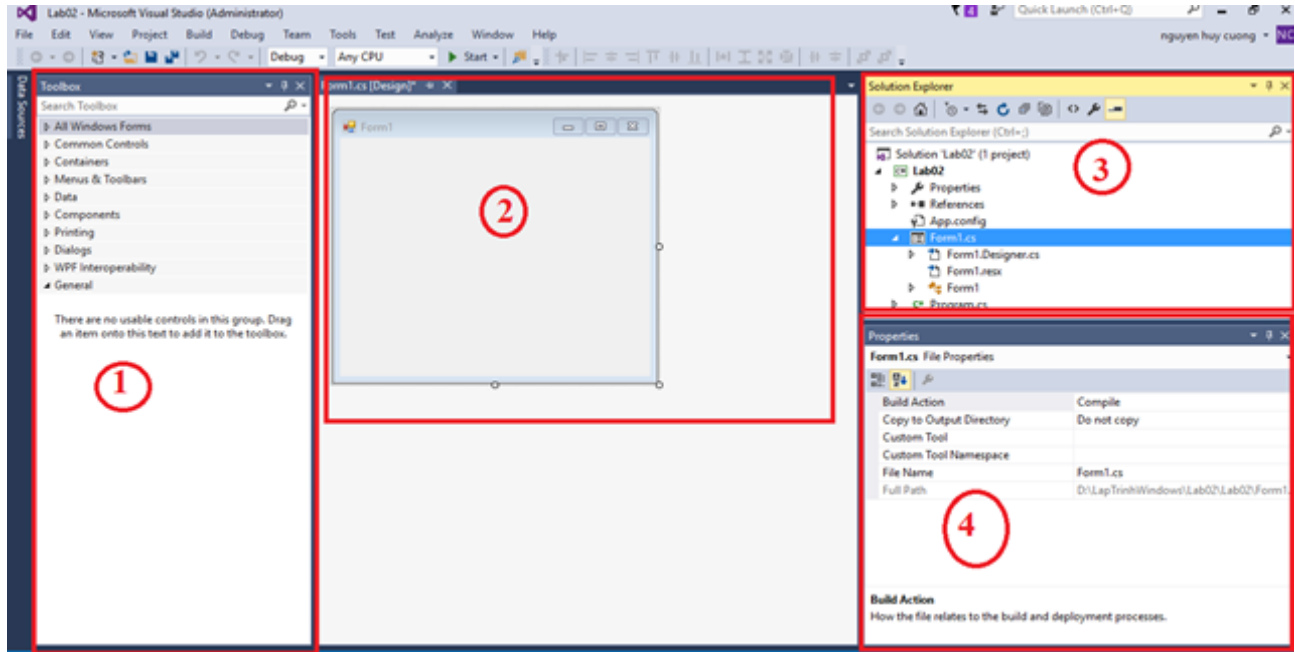 Lab02 - Microsoft Visual Studio (Administrator)
4
Quick Launch (Ctrl+Q)
File Edit View Project Build Debug Team Tools Test Analyze Window Help
nguyen huy cuong
NC
Debug Any CPU Start
Data Sources
Toolbox
Search Toolbox
All Windows Forms
Common Controls
Containers
Menus & Toolbars
Data
Components
Printing
Dialogs
WPF Interoperability
General
There are no usable controls in this group. Drag
an item onto this text to add it to the toolbox.
1
Form1.cs [Design]*
Form1
2
Solution Explorer
Search Solution Explorer (Ctrl+;)
Solution 'Lab02' (1 project)
Lab02
Properties
References
App.config
Form1.cs
Form1.Designer.cs
Form1.resx
Form1
Program.cs
3
Properties
Form1.cs File Properties
Build Action Compile
Copy to Output Directory Do not copy
Custom Tool
Custom Tool Namespace
File Name Form1.cs
Full Path D:\LapTrinhWindows\Lab02\Lab02\Form1.
4
Build Action
How the file relates to the build and deployment processes.